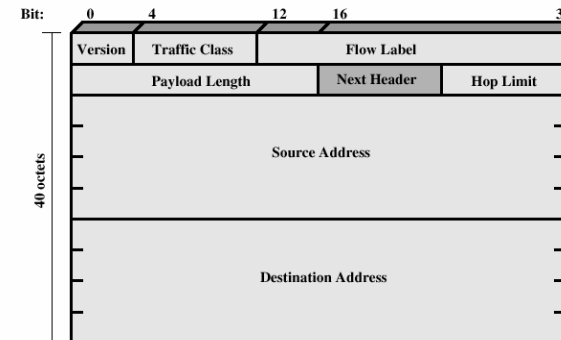 Bit: 0 4 12 16 3
Version Traffic Class Flow Label
Payload Length Next Header Hop Limit
Source Address
40 octets
Destination Address